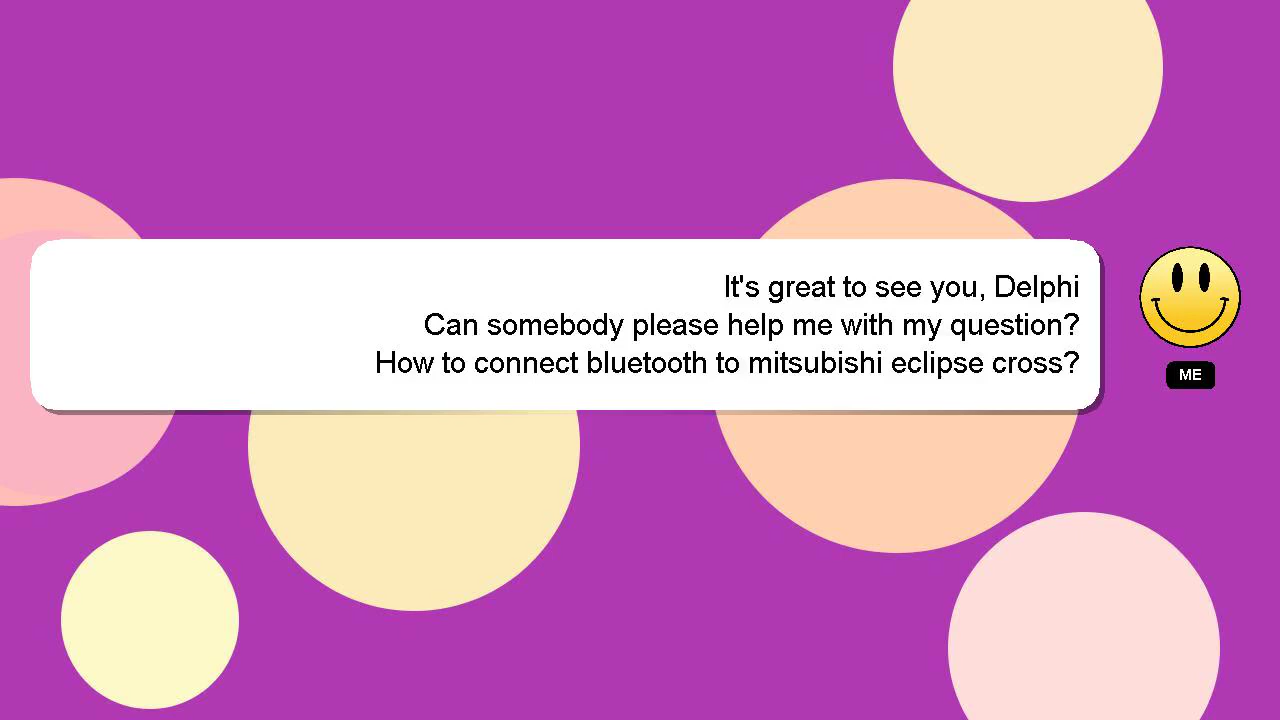 It's great to see you, Delphi
Can somebody please help me with my question?
How to connect bluetooth to mitsubishi eclipse cross?
ME